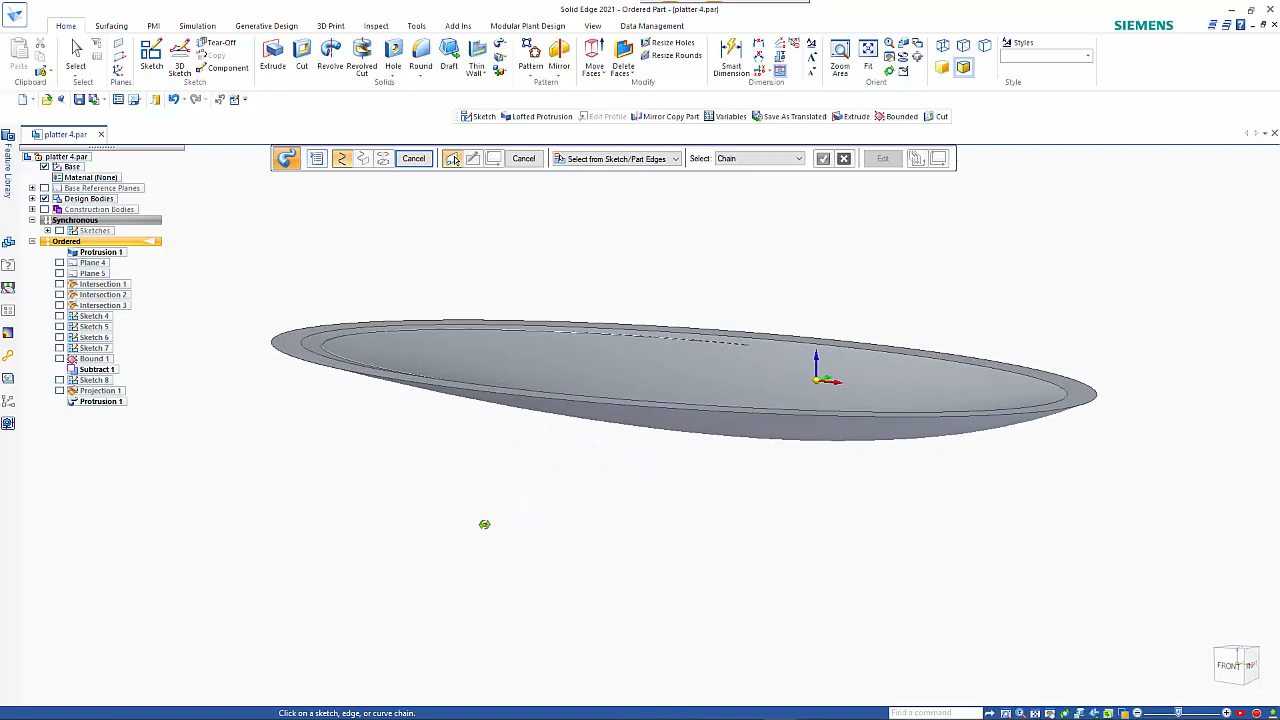 Solid Edge 2021 - Ordered Part - [platter 4.par]
Home Surfacing PMI Simulation Generative Design 3D Print Inspect Tools Add Ins Modular Plant Design View Data Management
SIEMENS
Paste Select Sketch 3D Sketch Tear-Off Copy Component Extrude Cut Revolve Revolved Cut Hole Round Draft Thin Wall Pattern Mirror Move Faces Delete Faces Resize Holes Resize Rounds Smart Dimension Zoom Area Fit Styles
Clipboard Select Planes Sketch Solids Pattern Modify Dimension Orient Style
Sketch Lofted Protrusion Edit Profile Mirror Copy Part Variables Save As Translated Extrude Bounded Cut
platter 4.par
Cancel Cancel Select from Sketch/Part Edges Select: Chain Edit
Feature Library
platter 4.par
Base
Material (None)
Base Reference Planes
Design Bodies
Construction Bodies
Synchronous
Sketches
Ordered
Protrusion 1
Plane 4
Plane 5
Intersection 1
Intersection 2
Intersection 3
Sketch 4
Sketch 5
Sketch 6
Sketch 7
Bound 1
Subtract 1
Sketch 8
Projection 1
Protrusion 1
FRONT
Click on a sketch, edge, or curve chain.
Find a command